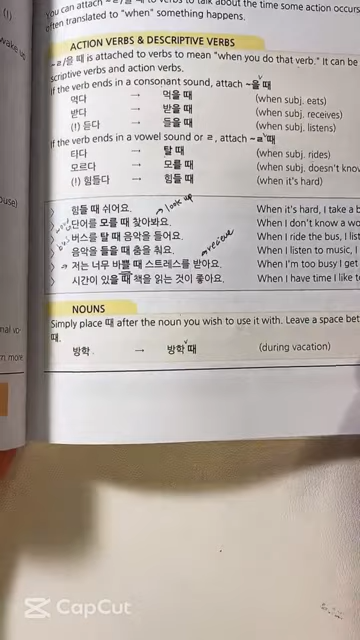 You can attach -ㄹ/을 때 to verbs to talk about the time some action occurs
often translated to "when" something happens.
ACTION VERBS & DESCRIPTIVE VERBS
-ㄹ/을 때 is attached to verbs to mean "when you do that verb." It can be
scriptive verbs and action verbs.
If the verb ends in a consonant sound, attach ~을 때
먹다 → 먹을 때 (when subj. eats)
받다 → 받을 때 (when subj. receives)
(!) 듣다 → 들을 때 (when subj. listens)
If the verb ends in a vowel sound or ㄹ, attach ~ㄹ 때
타다 → 탈 때 (when subj. rides)
모르다 → 모를 때 (when subj. doesn't know
(!) 힘들다 → 힘들 때 (when it's hard)
look up
힘들 때 쉬어요. When it's hard, I take a b
word
단어를 모를 때 찾아봐요. When I don't know a wo
bus
버스를 탈 때 음악을 들어요. When I ride the bus, I list
receive
음악을 들을 때 춤을 춰요. When I listen to music, I
저는 너무 바쁠 때 스트레스를 받아요. When I'm too busy I get
시간이 있을 때 책을 읽는 것이 좋아요. When I have time I like t
NOUNS
Simply place 때 after the noun you wish to use it with. Leave a space bet
때.
방학 → 방학 때 (during vacation)
(!)
wake us
ouse)
mal vo
n, more
CapCut